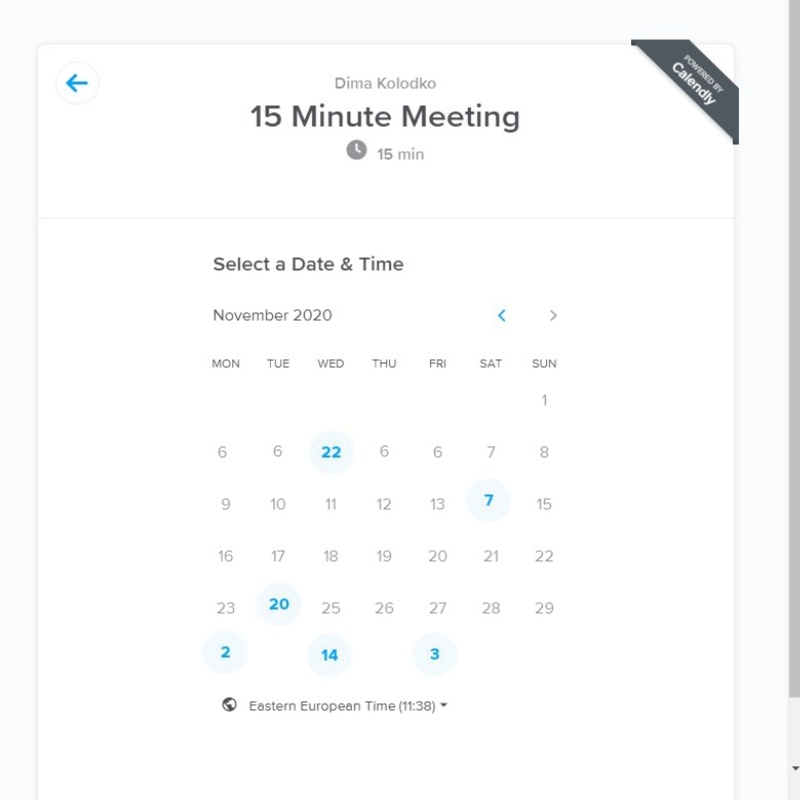 POWERED BY
Calendly
Dima Kolodko
15 Minute Meeting
15 min
Select a Date & Time
November 2020
MON TUE WED THU FRI SAT SUN
1
6 6 22 6 6 7 8
9 10 11 12 13 7 15
16 17 18 19 20 21 22
23 20 25 26 27 28 29
2 14 3
Eastern European Time (11:38)